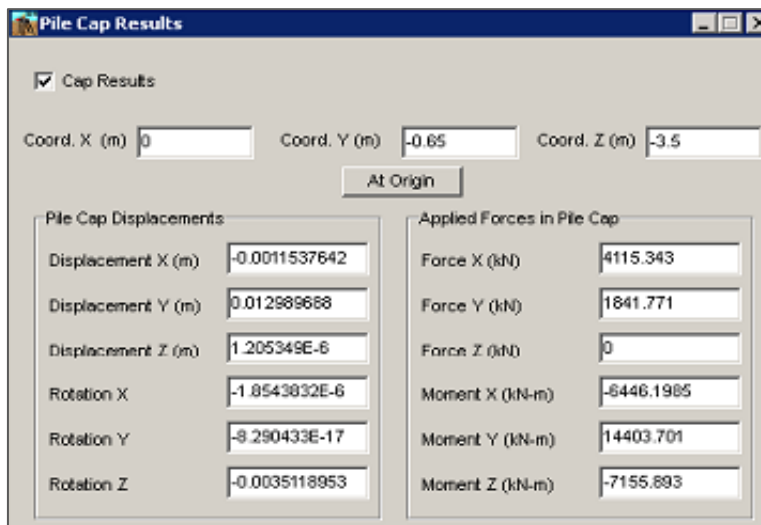 Pile Cap Results
Cap Results
Coord. X (m) 0 Coord. Y (m) -0.65 Coord. Z (m) -3.5
At Origin
Pile Cap Displacements Applied Forces in Pile Cap
Displacement X (m) -0.0011537642 Force X (kN) 4115.343
Displacement Y (m) 0.012989688 Force Y (kN) 1841.771
Displacement Z (m) 1.205349E-6 Force Z (kN) 0
Rotation X -1.8543832E-6 Moment X (kN-m) -6446.1985
Rotation Y -8.290433E-17 Moment Y (kN-m) 14403.701
Rotation Z -0.0035118953 Moment Z (kN-m) -7155.893